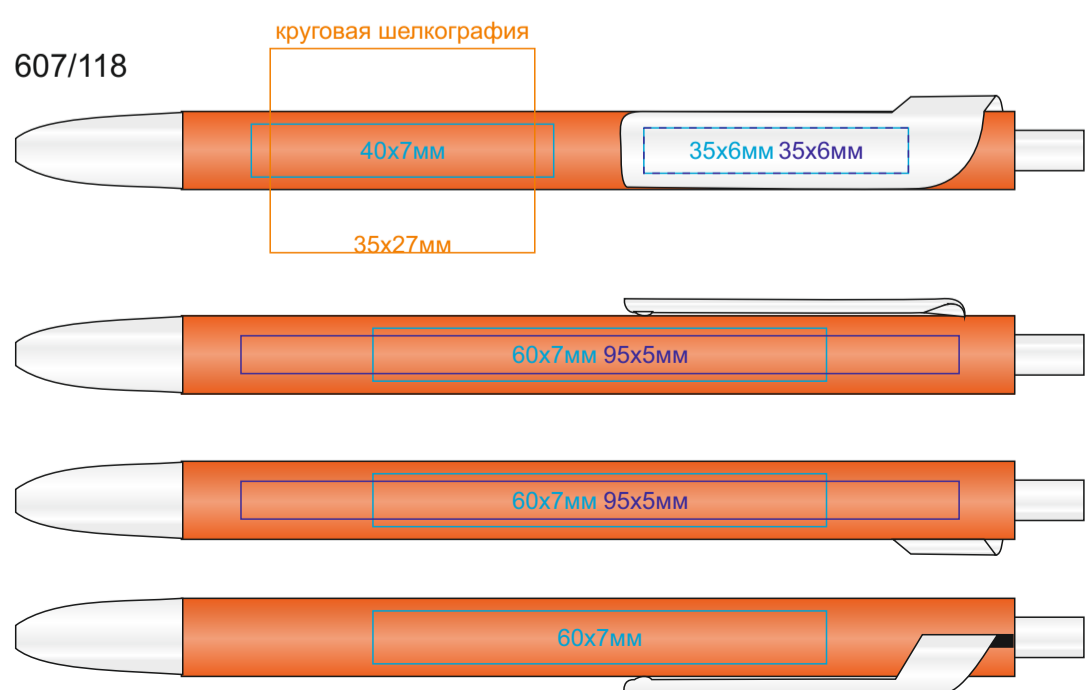 круговая шелкография
607/118
40х7мм
35х6мм 35х6мм
35х27мм
60х7мм 95х5мм
60х7мм 95х5мм
60х7мм